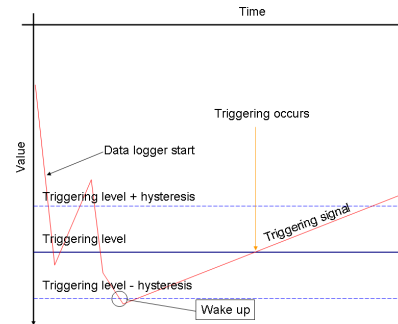 Time
Triggering occurs
Value
Data logger start
Triggering level + hysteresis
Triggering signal
Triggering level
Triggering level - hysteresis
Wake up